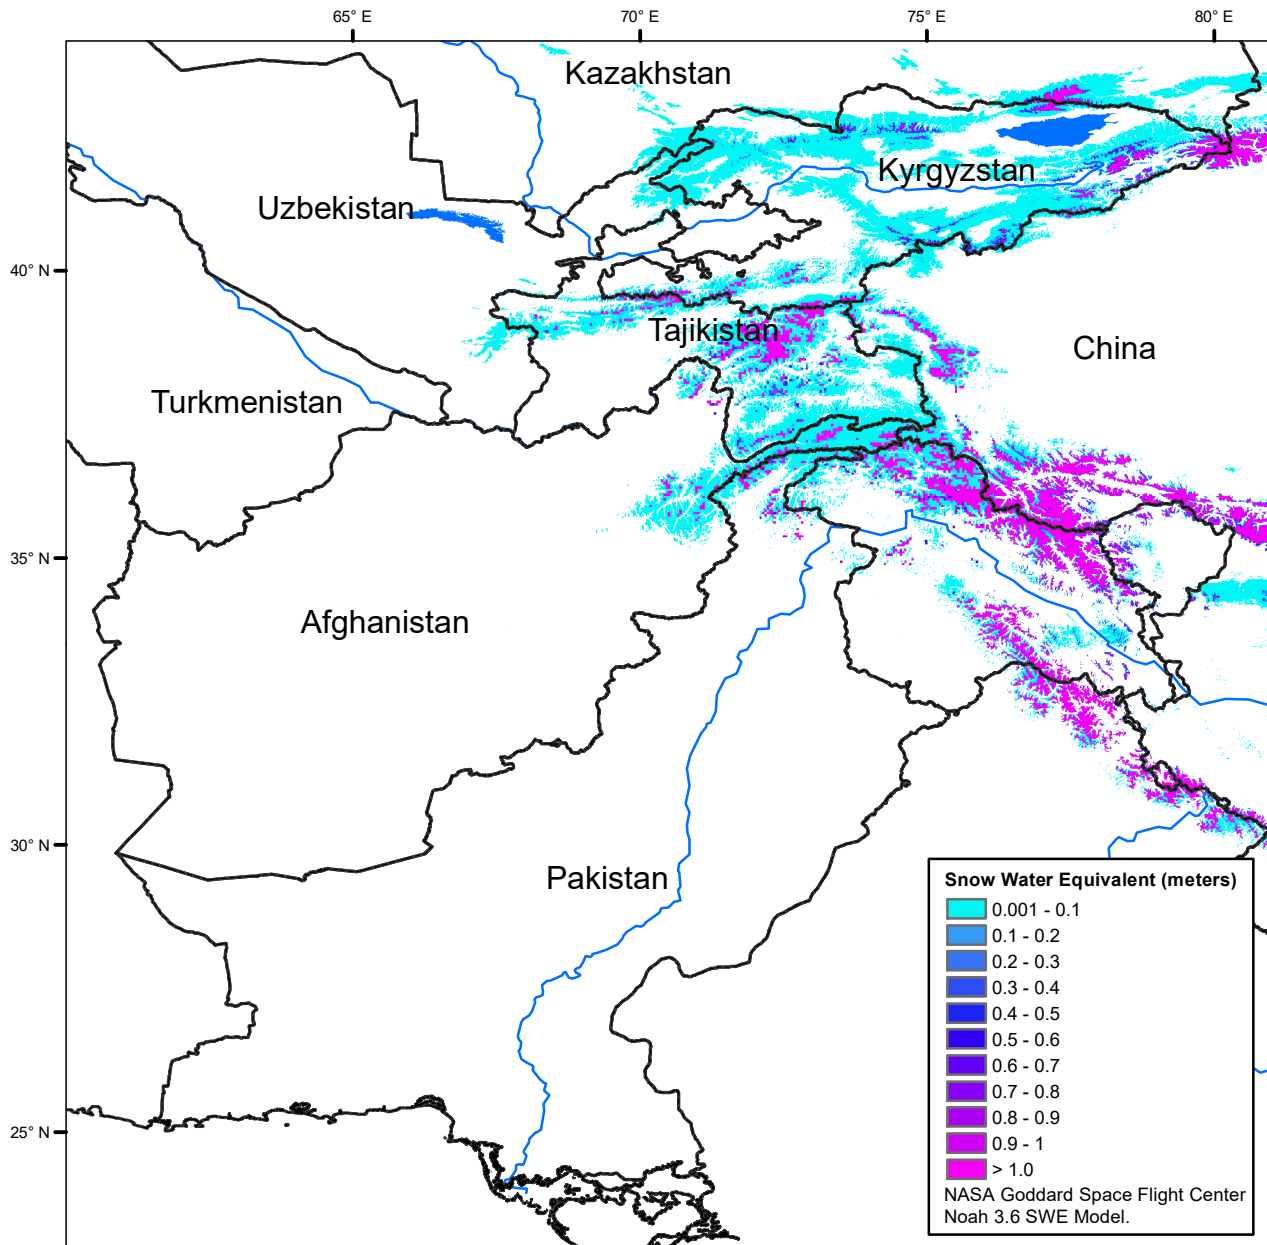 65° E
70° E
75° E
80° E
Kazakhstan
Kyrgyzstan
Uzbekistan
40° N
Tajikistan
China
Turkmenistan
35° N
Afghanistan
30° N
Pakistan
25° N
Snow Water Equivalent (meters)
0.001 - 0.1
0.1 - 0.2
0.2 - 0.3
0.3 - 0.4
0.4 - 0.5
0.5 - 0.6
0.6 - 0.7
0.7 - 0.8
0.8 - 0.9
0.9 - 1
> 1.0
NASA Goddard Space Flight Center
Noah 3.6 SWE Model.